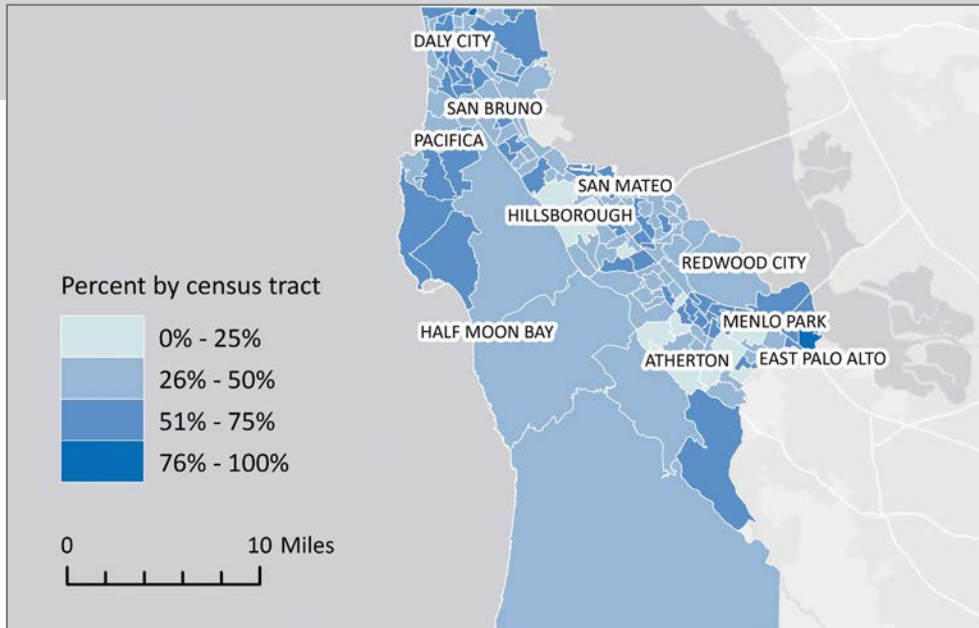 DALY CITY
SAN BRUNO
PACIFICA
SAN MATEO
HILLSBOROUGH
REDWOOD CITY
Percent by census tract
0% - 25%
26% - 50%
51% - 75%
76% - 100%
HALF MOON BAY
MENLO PARK
ATHERTON
EAST PALO ALTO
0 10 Miles